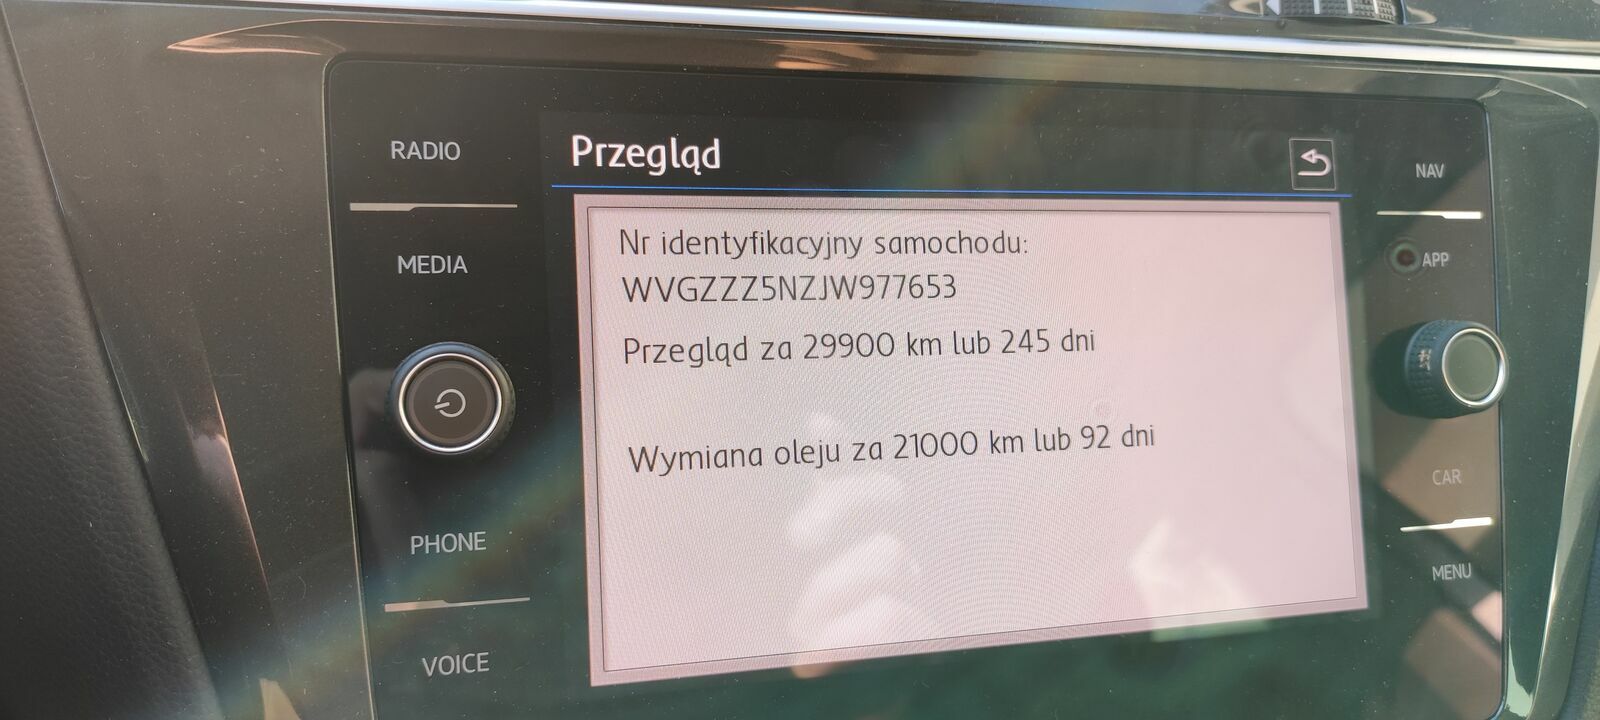 RADIO
MEDIA
PHONE
VOICE
Przegląd
Nr identyfikacyjny samochodu:
WVGZZZ5NZJW977653
Przegląd za 29900 km lub 245 dni
Wymiana oleju za 21000 km lub 92 dni
NAV
APP
CAR
MENU